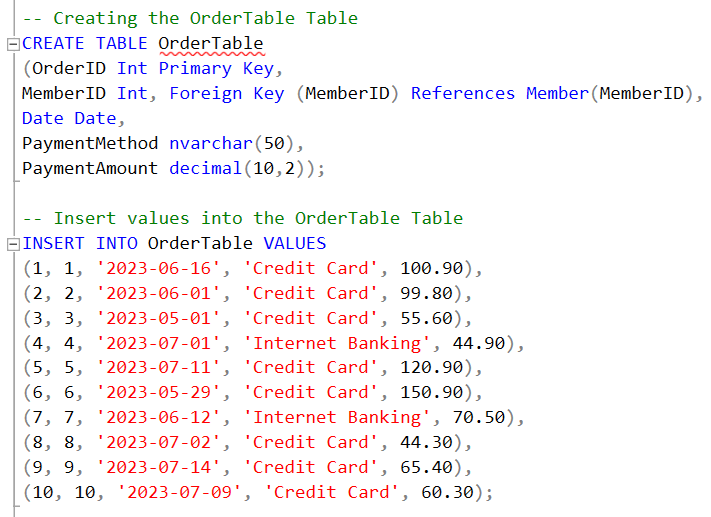 -- Creating the OrderTable Table
CREATE TABLE OrderTable
(OrderID Int Primary Key,
MemberID Int, Foreign Key (MemberID) References Member(MemberID),
Date Date,
PaymentMethod nvarchar(50),
PaymentAmount decimal(10,2));
-- Insert values into the OrderTable Table
INSERT INTO OrderTable VALUES
(1, 1, '2023-06-16', 'Credit Card', 100.90),
(2, 2, '2023-06-01', 'Credit Card', 99.80),
(3, 3, '2023-05-01', 'Credit Card', 55.60),
(4, 4, '2023-07-01', 'Internet Banking', 44.90),
(5, 5, '2023-07-11', 'Credit Card', 120.90),
(6, 6, '2023-05-29', 'Credit Card', 150.90),
(7, 7, '2023-06-12', 'Internet Banking', 70.50),
(8, 8, '2023-07-02', 'Credit Card', 44.30),
(9, 9, '2023-07-14', 'Credit Card', 65.40),
(10, 10, '2023-07-09', 'Credit Card', 60.30);